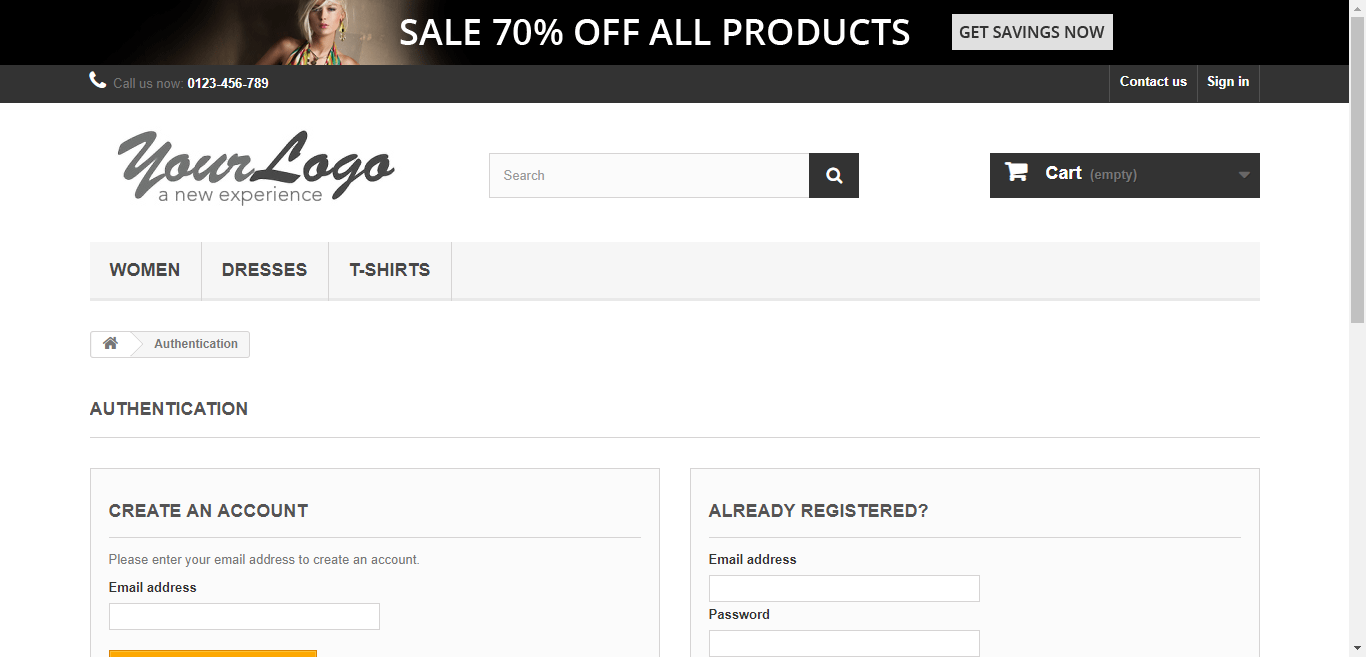 SALE 70% OFF ALL PRODUCTS GET SAVINGS NOW
Call us now: 0123-456-789 Contact us Sign in
YourLogo
a new experience
Search
Cart (empty)
WOMEN DRESSES T-SHIRTS
Authentication
AUTHENTICATION
CREATE AN ACCOUNT
Please enter your email address to create an account.
Email address
ALREADY REGISTERED?
Email address
Password